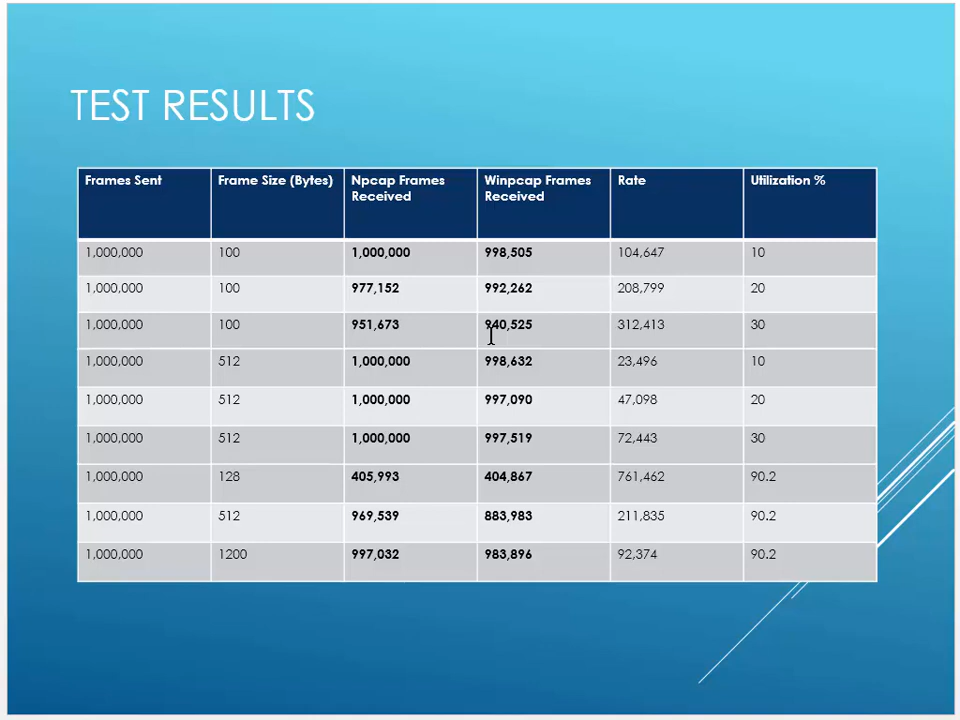 TEST RESULTS
Frames Sent Frame Size (Bytes) Npcap Frames Received Winpcap Frames Received Rate Utilization %
1,000,000 100 1,000,000 998,505 104,647 10
1,000,000 100 977,152 992,262 208,799 20
1,000,000 100 951,673 940,525 312,413 30
1,000,000 512 1,000,000 998,632 23,496 10
1,000,000 512 1,000,000 997,090 47,098 20
1,000,000 512 1,000,000 997,519 72,443 30
1,000,000 128 405,993 404,867 761,462 90.2
1,000,000 512 969,539 883,983 211,835 90.2
1,000,000 1200 997,032 983,896 92,374 90.2